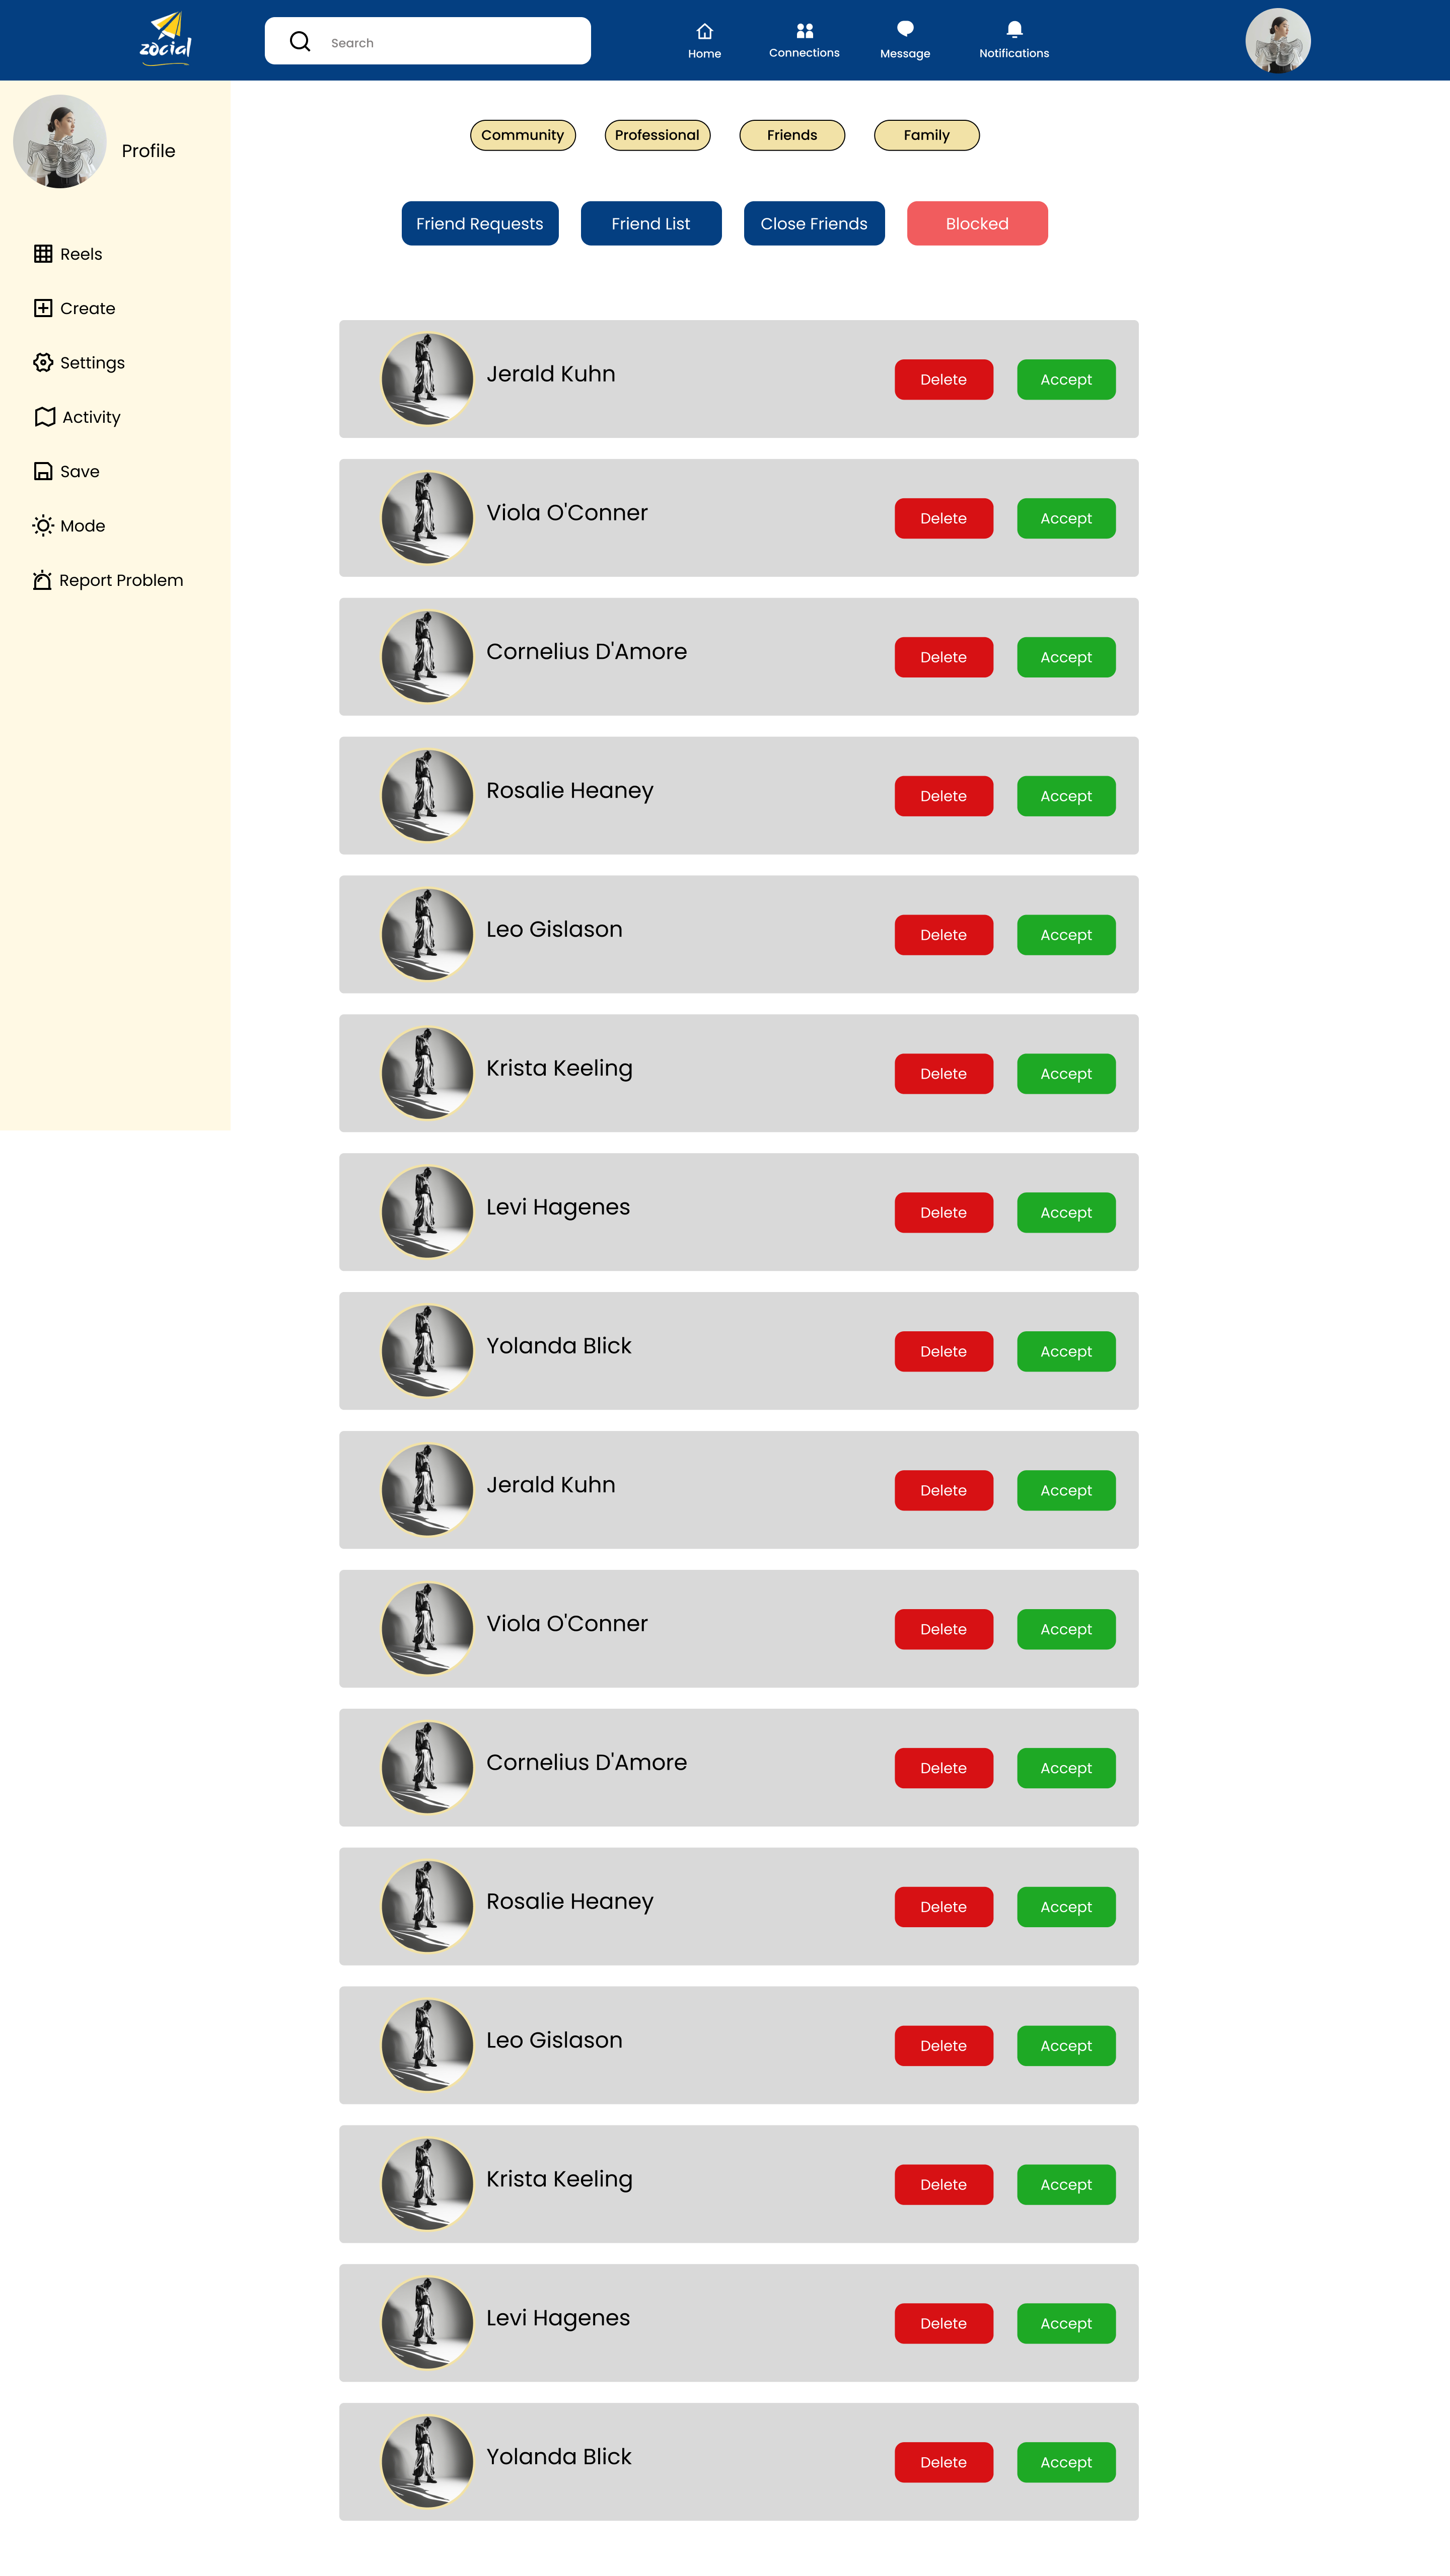 zocial
Search
Home
Connections
Message
Notifications
Profile
Community
Professional
Friends
Family
Friend Requests
Friend List
Close Friends
Blocked
Reels
Create
Settings
Activity
Save
Mode
Report Problem
Jerald Kuhn
Delete
Accept
Viola O'Conner
Delete
Accept
Cornelius D'Amore
Delete
Accept
Rosalie Heaney
Delete
Accept
Leo Gislason
Delete
Accept
Krista Keeling
Delete
Accept
Levi Hagenes
Delete
Accept
Yolanda Blick
Delete
Accept
Jerald Kuhn
Delete
Accept
Viola O'Conner
Delete
Accept
Cornelius D'Amore
Delete
Accept
Rosalie Heaney
Delete
Accept
Leo Gislason
Delete
Accept
Krista Keeling
Delete
Accept
Levi Hagenes
Delete
Accept
Yolanda Blick
Delete
Accept